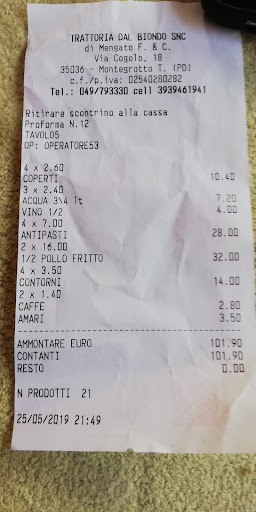 TRATTORIA DAL BIONDO SNC
di Mengato F. & C.
Via Cogolo, 18
35036 - Montegrotto T. (PD)
c.f./p.iva: 02540280282
Tel.: 049/793330 cell 3939461941
Ritirare scontrino alla cassa
Proforma N.12
TAVOLO5
OP: OPERATORE53
4 x 2.60
COPERTI 10.40
3 x 2.40
ACQUA 3\4 lt 7.20
VINO 1/2 4.00
4 x 7.00
ANTIPASTI 28.00
2 x 16.00
1/2 POLLO FRITTO 32.00
4 x 3.50
CONTORNI 14.00
2 x 1.40
CAFFE 2.80
AMARI 3.50
AMMONTARE EURO 101.90
CONTANTI 101.90
RESTO 0.00
N PRODOTTI 21
25/05/2019 21:49